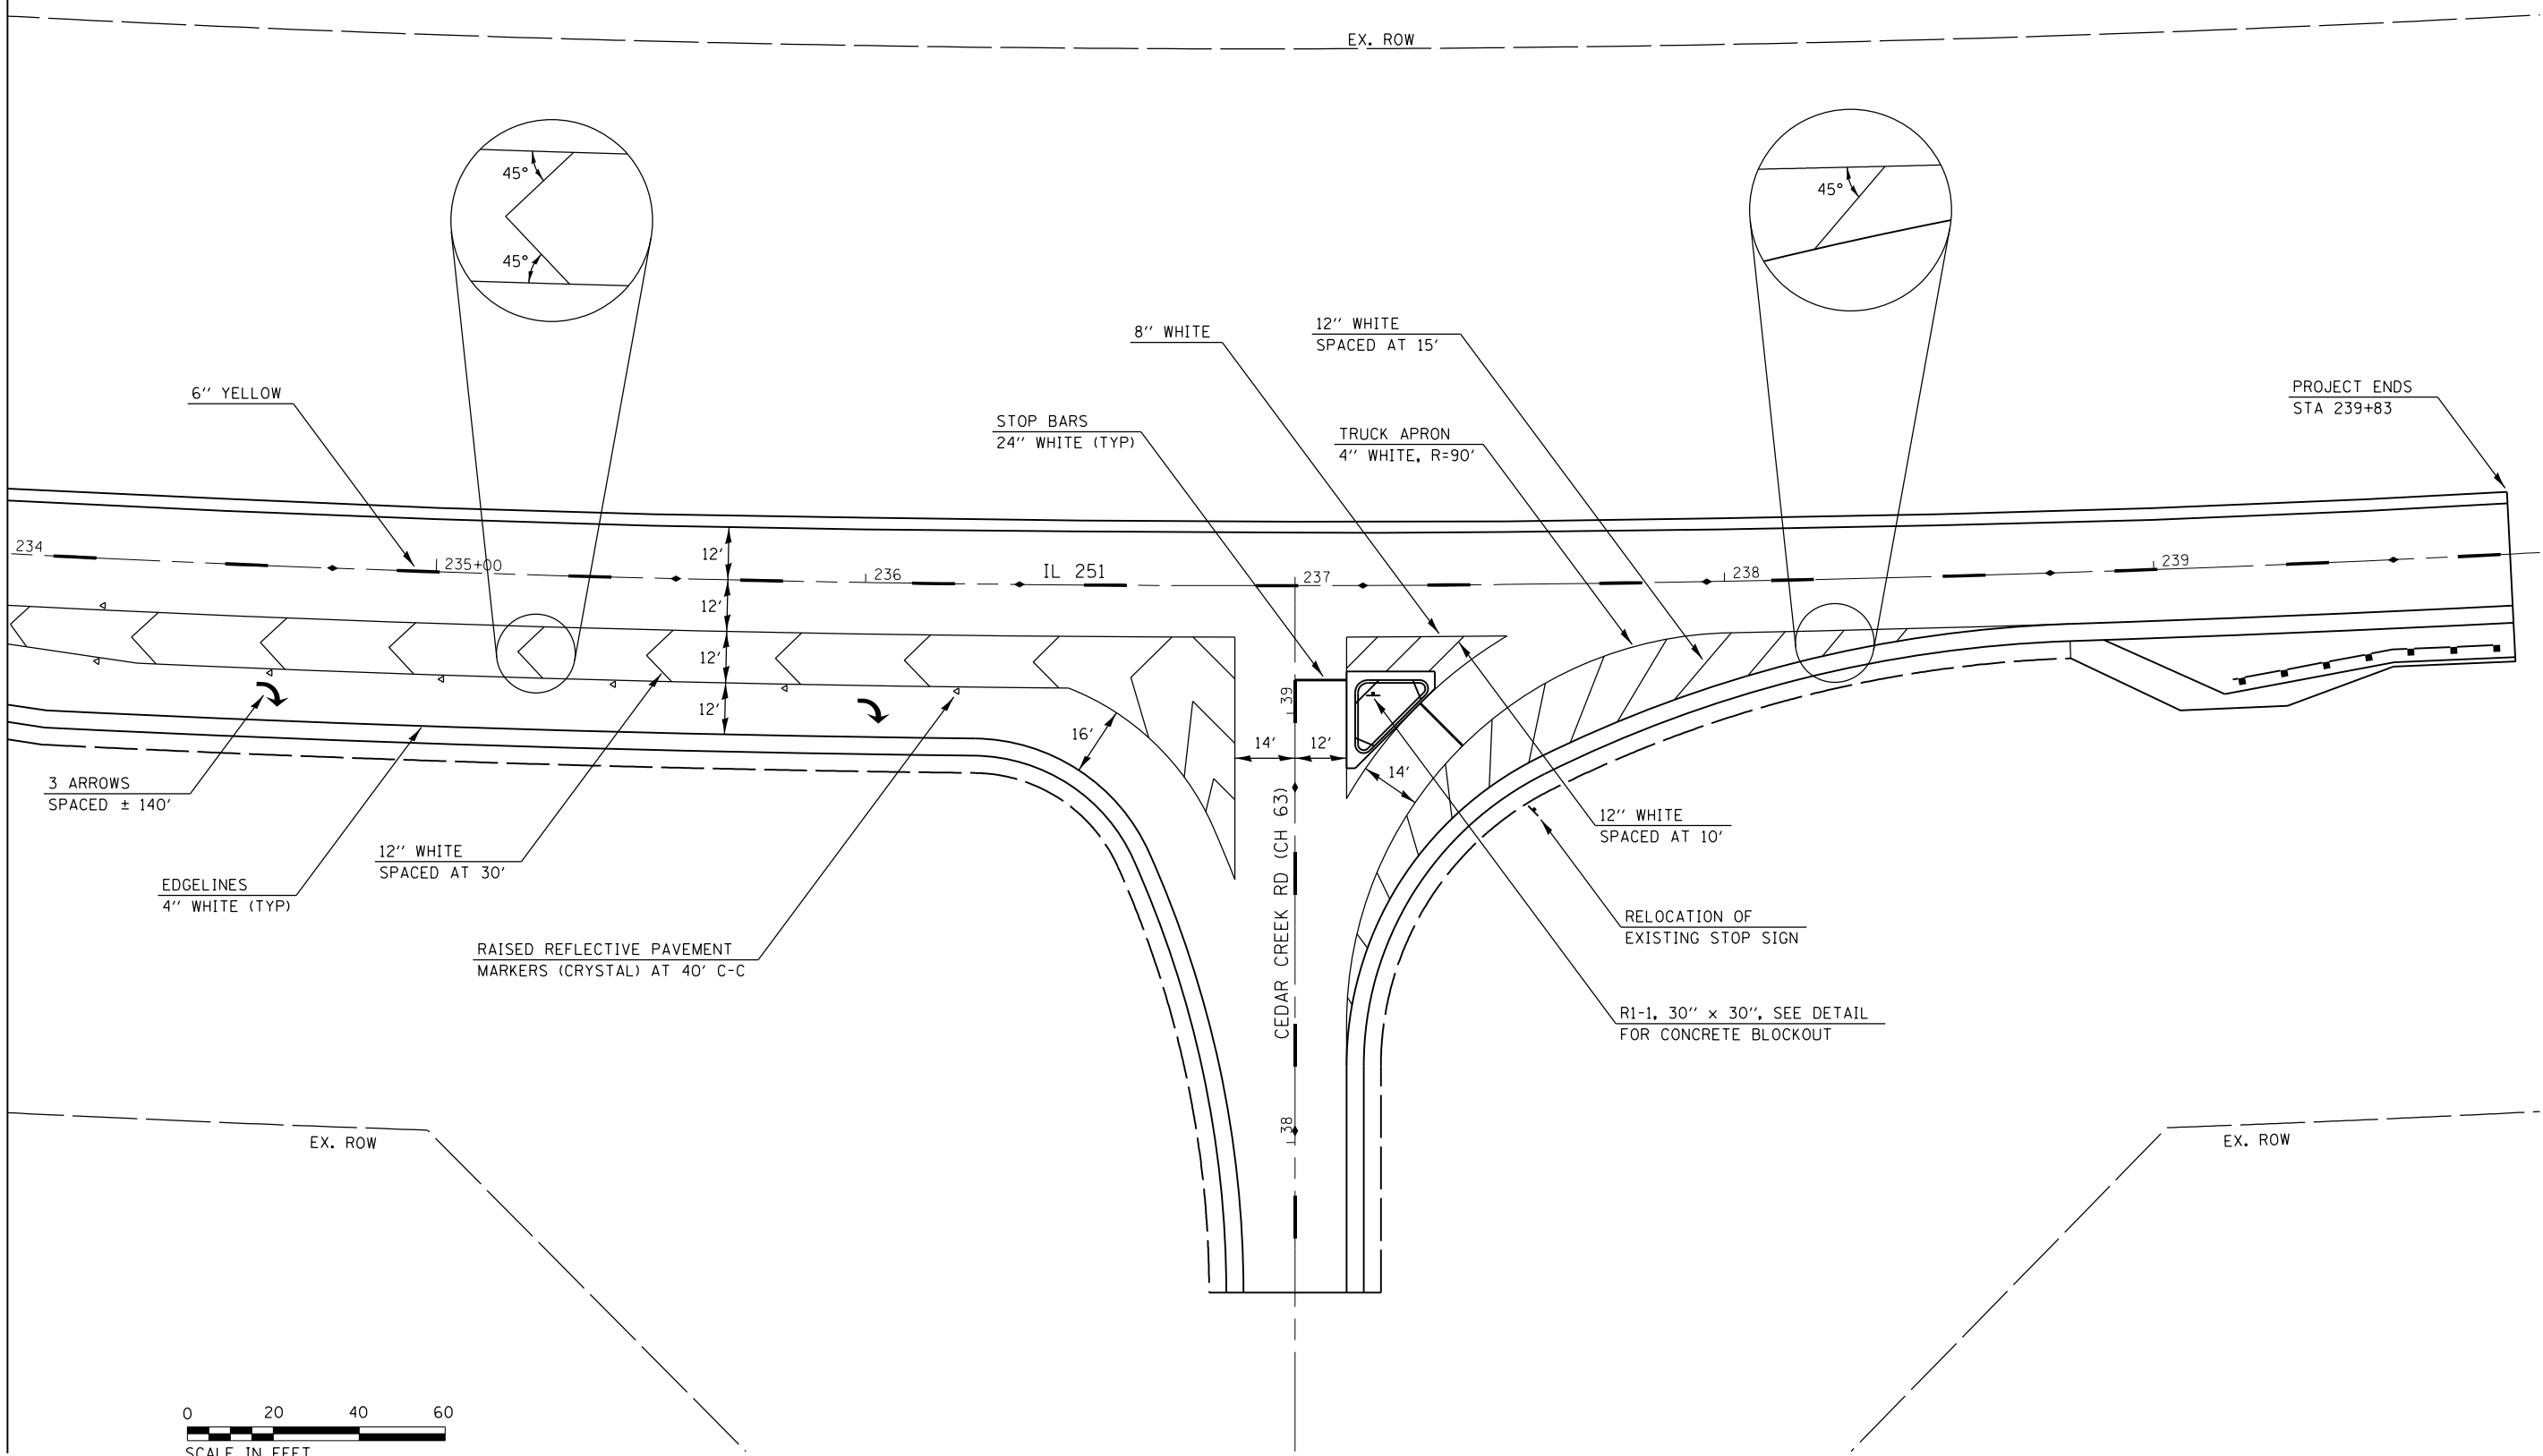 EX. ROW
45°
45°
45°
8" WHITE
12" WHITE
SPACED AT 15'
6" YELLOW
STOP BARS
24" WHITE (TYP)
TRUCK APRON
4" WHITE, R=90'
PROJECT ENDS
STA 239+83
234
235+00
236
IL 251
237
238
239
12'
12'
12'
12'
16'
14'
12'
14'
39
38
CEDAR CREEK RD (CH 63)
3 ARROWS
SPACED ± 140'
EDGELINES
4" WHITE (TYP)
12" WHITE
SPACED AT 30'
RAISED REFLECTIVE PAVEMENT
MARKERS (CRYSTAL) AT 40' C-C
12" WHITE
SPACED AT 10'
RELOCATION OF
EXISTING STOP SIGN
R1-1, 30" x 30", SEE DETAIL
FOR CONCRETE BLOCKOUT
EX. ROW
EX. ROW
0 20 40 60
SCALE IN FEET